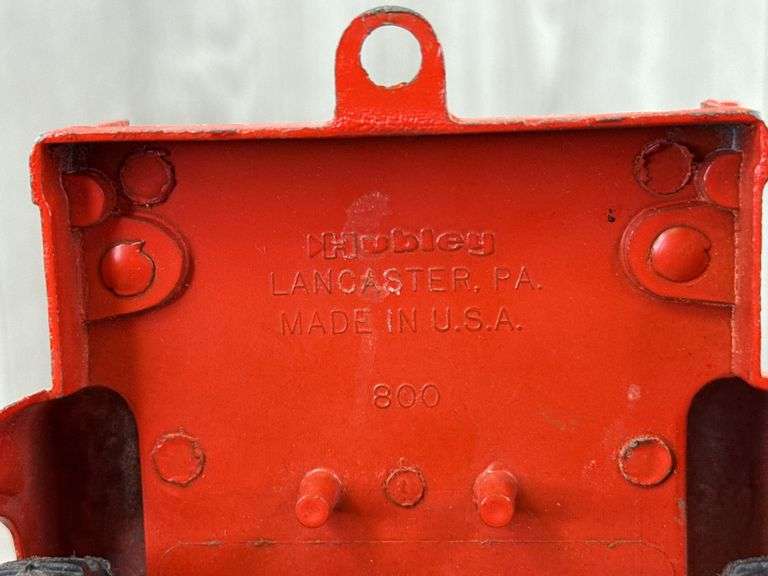 Hubley
LANCASTER, PA.
MADE IN U.S.A.
800